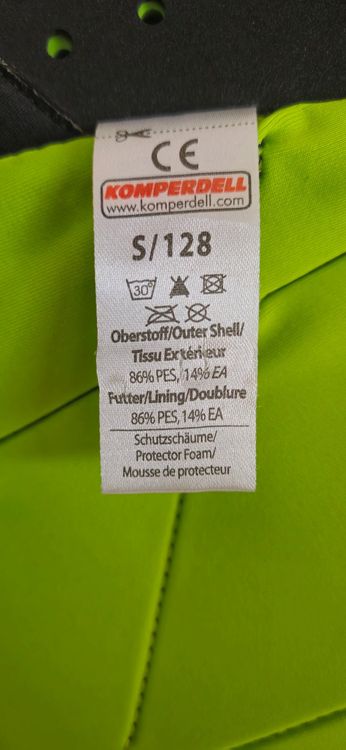 CE
KOMPERDELL
www.komperdell.com
S/128
30°
Oberstoff/Outer Shell/
Tissu Extérieur
86% PES, 14% EA
Futter/Lining/Doublure
86% PES, 14% EA
Schutzschäume/
Protector Foam/
Mousse de protecteur